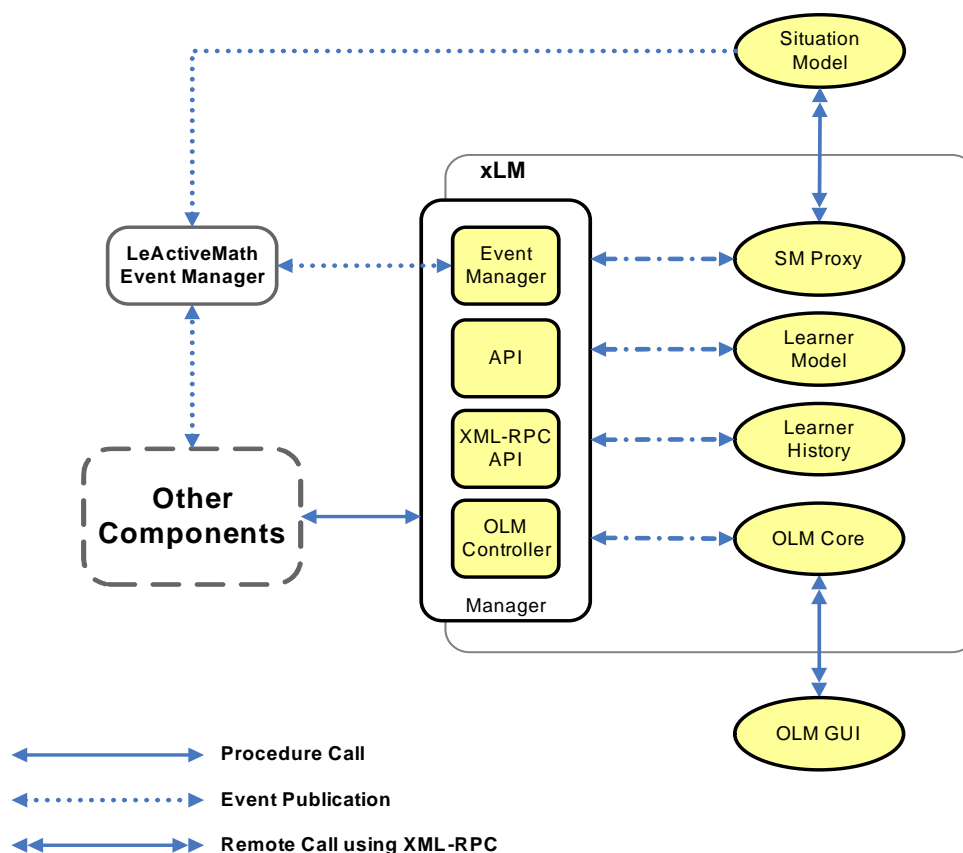 Situation
Model
xLM
LeActiveMath
Event Manager
Event
Manager
SM Proxy
API
Learner
Model
XML-RPC
API
Learner
History
Other
Components
OLM
Controller
OLM Core
Manager
OLM GUI
Procedure Call
Event Publication
Remote Call using XML-RPC